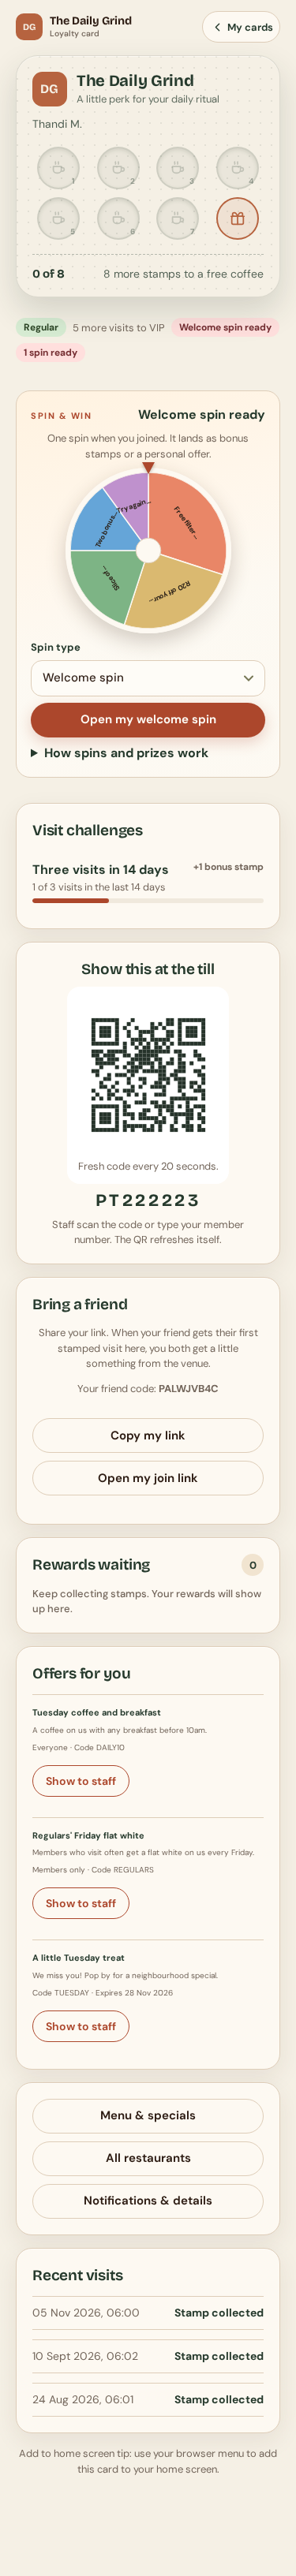 DG
The Daily Grind
Loyalty card
My cards
DG
The Daily Grind
A little perk for your daily ritual
Thandi M.
1
2
3
4
5
6
7
0 of 8
8 more stamps to a free coffee
Regular
5 more visits to VIP
Welcome spin ready
1 spin ready
SPIN & WIN
Welcome spin ready
One spin when you joined. It lands as bonus
stamps or a personal offer.
Try again...
Free filter...
Two bonus...
Slice of...
R20 off your...
Spin type
Welcome spin
Open my welcome spin
How spins and prizes work
Visit challenges
Three visits in 14 days
+1 bonus stamp
1 of 3 visits in the last 14 days
Show this at the till
Fresh code every 20 seconds.
PT222223
Staff scan the code or type your member
number. The QR refreshes itself.
Bring a friend
Share your link. When your friend gets their first
stamped visit here, you both get a little
something from the venue.
Your friend code: PALWJVB4C
Copy my link
Open my join link
Rewards waiting
0
Keep collecting stamps. Your rewards will show
up here.
Offers for you
Tuesday coffee and breakfast
A coffee on us with any breakfast before 10am.
Everyone · Code DAILY10
Show to staff
Regulars' Friday flat white
Members who visit often get a flat white on us every Friday.
Members only · Code REGULARS
Show to staff
A little Tuesday treat
We miss you! Pop by for a neighbourhood special.
Code TUESDAY · Expires 28 Nov 2026
Show to staff
Menu & specials
All restaurants
Notifications & details
Recent visits
05 Nov 2026, 06:00
Stamp collected
10 Sept 2026, 06:02
Stamp collected
24 Aug 2026, 06:01
Stamp collected
Add to home screen tip: use your browser menu to add
this card to your home screen.